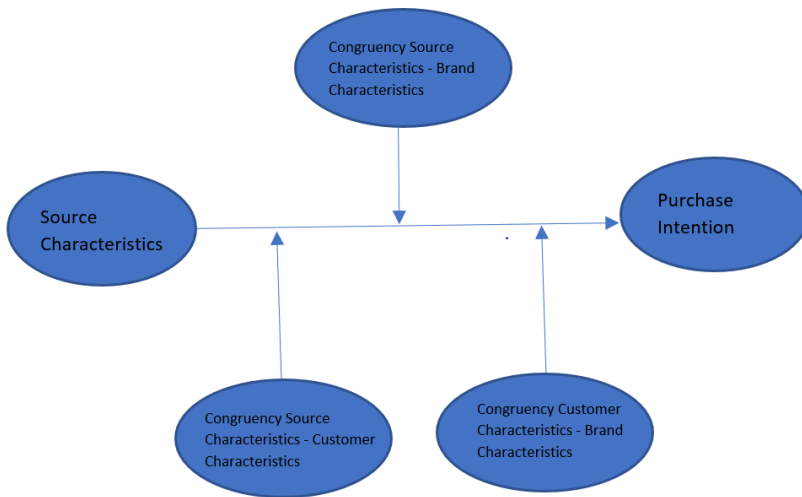 Congruency Source
Characteristics - Brand
Characteristics
Source
Characteristics
Purchase
Intention
Congruency Source
Characteristics - Customer
Characteristics
Congruency Customer
Characteristics - Brand
Characteristics